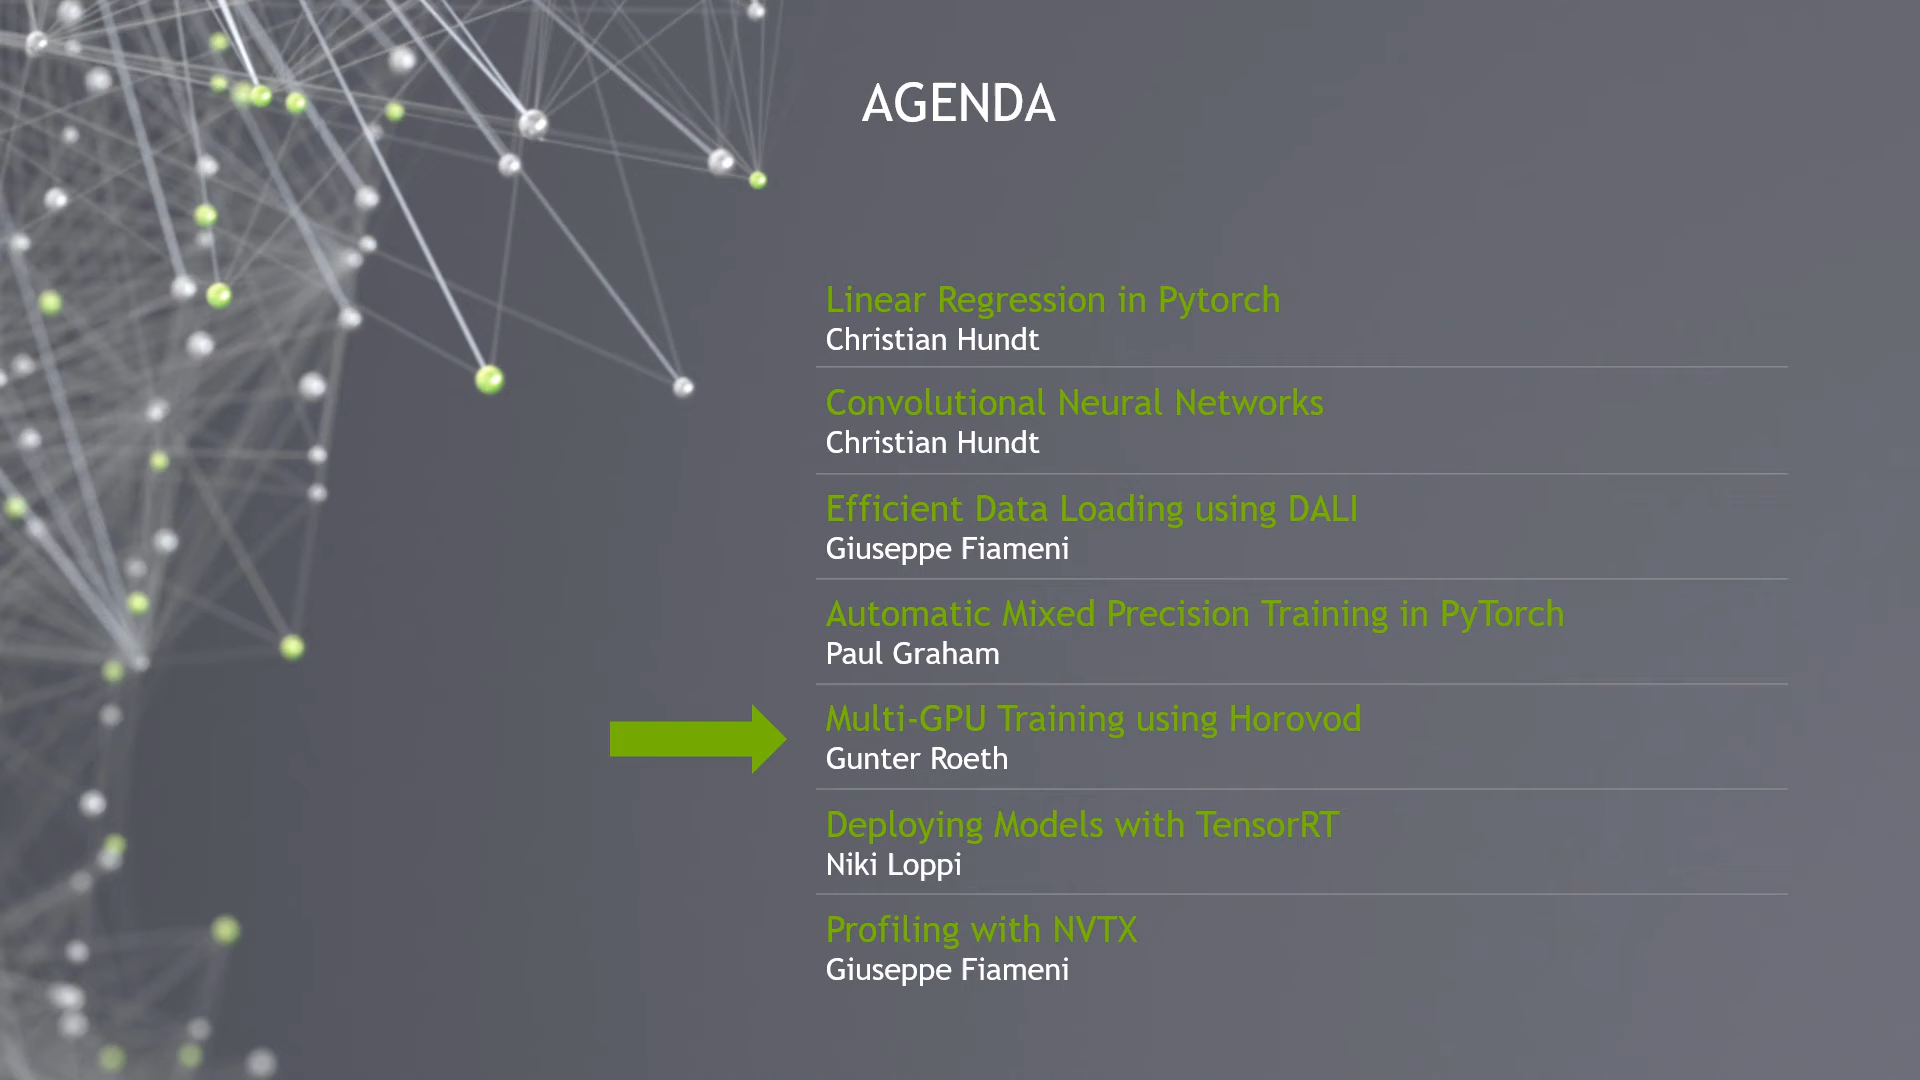 AGENDA
Linear Regression in Pytorch
Christian Hundt
Convolutional Neural Networks
Christian Hundt
Efficient Data Loading using DALI
Giuseppe Fiameni
Automatic Mixed Precision Training in PyTorch
Paul Graham
Multi-GPU Training using Horovod
Gunter Roeth
Deploying Models with TensorRT
Niki Loppi
Profiling with NVTX
Giuseppe Fiameni